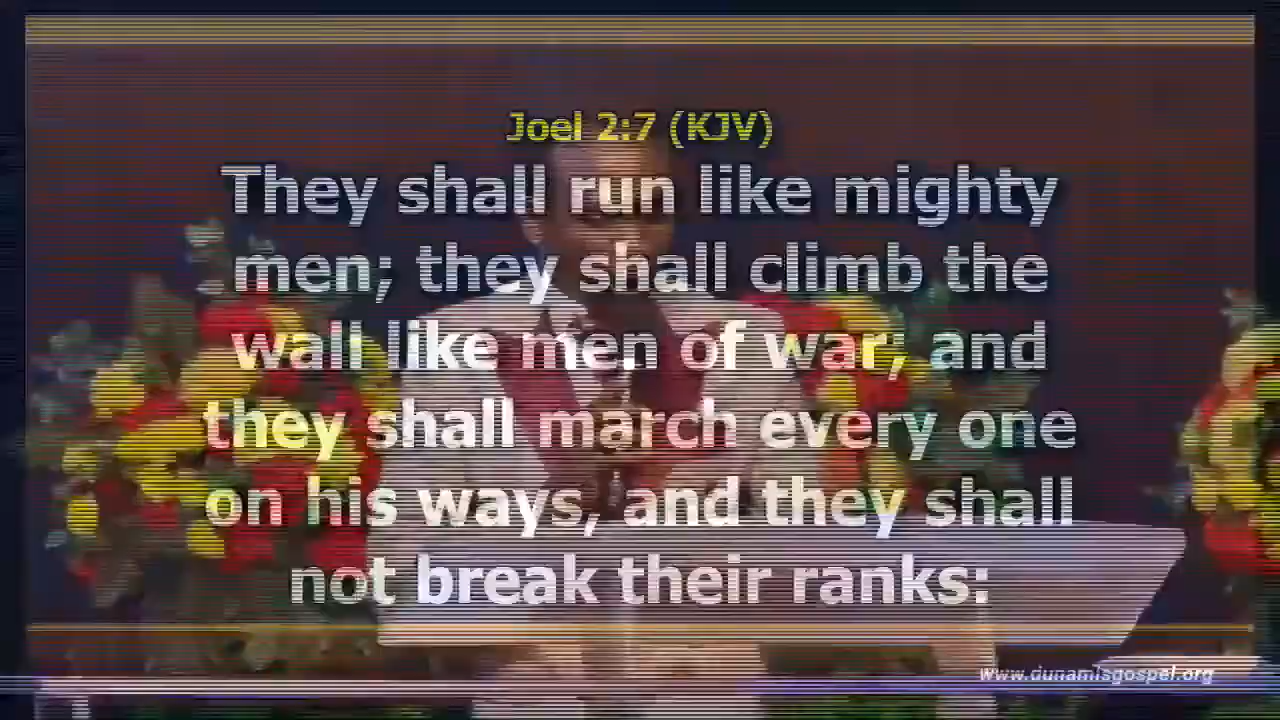 Joel 2:7 (KJV)
They shall run like mighty
men; they shall climb the
wall like men of war; and
they shall march every one
on his ways, and they shall
not break their ranks:
www.dunamisgospel.org